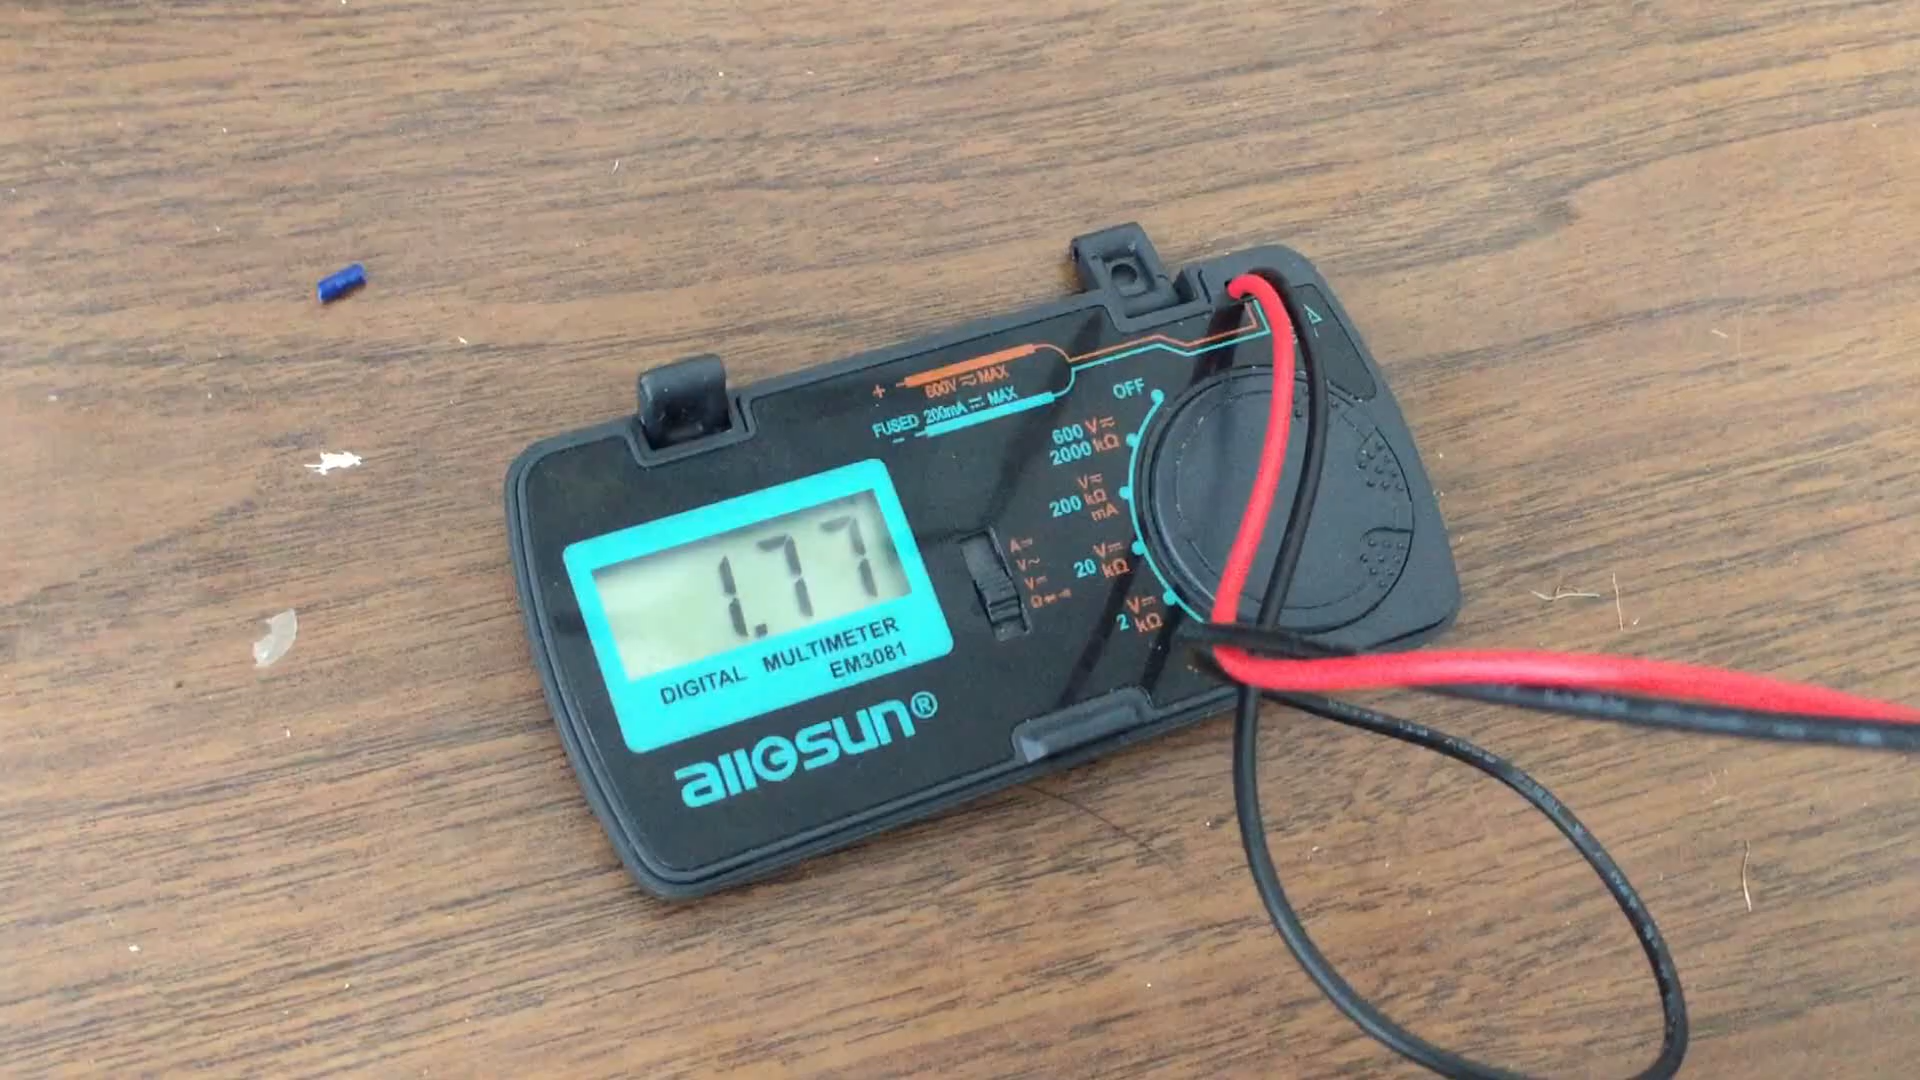 + 600V ≂ MAX
FUSED 200mA ⎓ MAX
−
OFF
600 V≂
2000 kΩ
V≂
200 kΩ
mA
V⎓
20 kΩ
V⎓
2 kΩ
A⎓
V~
V⎓
Ω
1.77
DIGITAL MULTIMETER
EM3081
allosun®